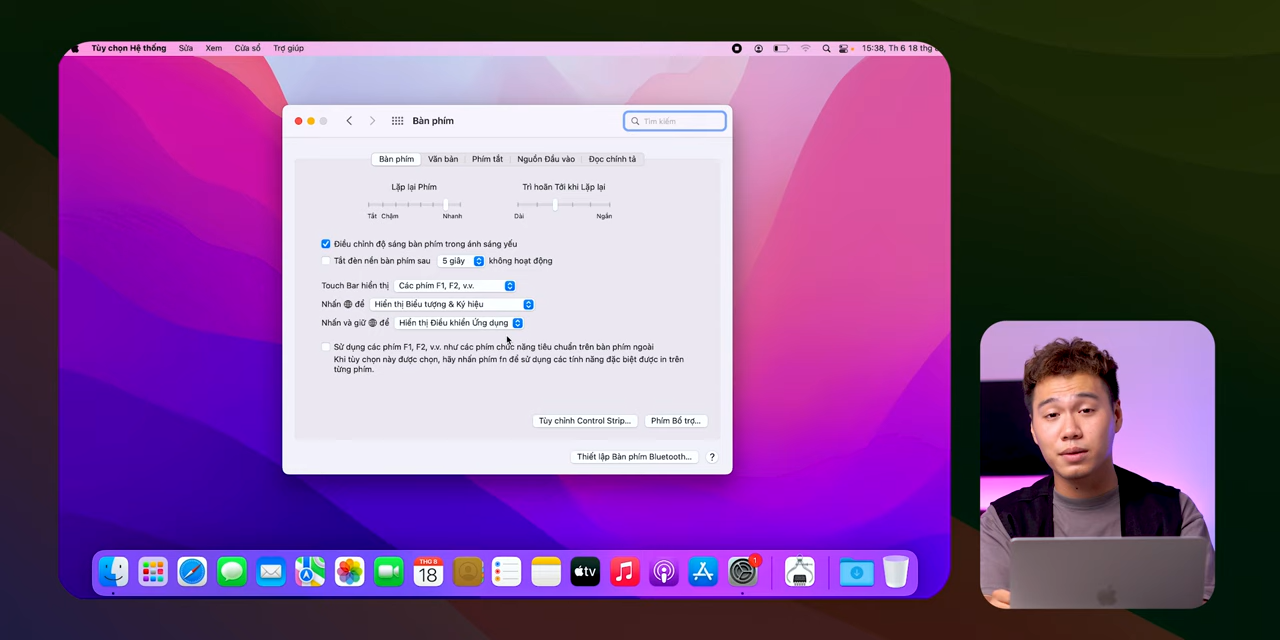 Tùy chọn Hệ thống Sửa Xem Cửa sổ Trợ giúp
15:38, Th 6 18 thg
Bàn phím
Tìm kiếm
Bàn phím Văn bản Phím tắt Nguồn Đầu vào Đọc chính tả
Lặp lại Phím Trì hoãn Tới khi Lặp lại
Tắt Chậm Nhanh Dài Ngắn
Điều chỉnh độ sáng bàn phím trong ánh sáng yếu
Tắt đèn nền bàn phím sau 5 giây không hoạt động
Touch Bar hiển thị Các phím F1, F2, v.v.
Nhấn để Hiển thị Biểu tượng & Ký hiệu
Nhấn và giữ để Hiển thị Điều khiển Ứng dụng
Sử dụng các phím F1, F2, v.v. như các phím chức năng tiêu chuẩn trên bàn phím ngoài
Khi tùy chọn này được chọn, hãy nhấn phím fn để sử dụng các tính năng đặc biệt được in trên
từng phím.
Tùy chỉnh Control Strip... Phím Bổ trợ...
Thiết lập Bàn phím Bluetooth... ?
THG 8
18
tv
1